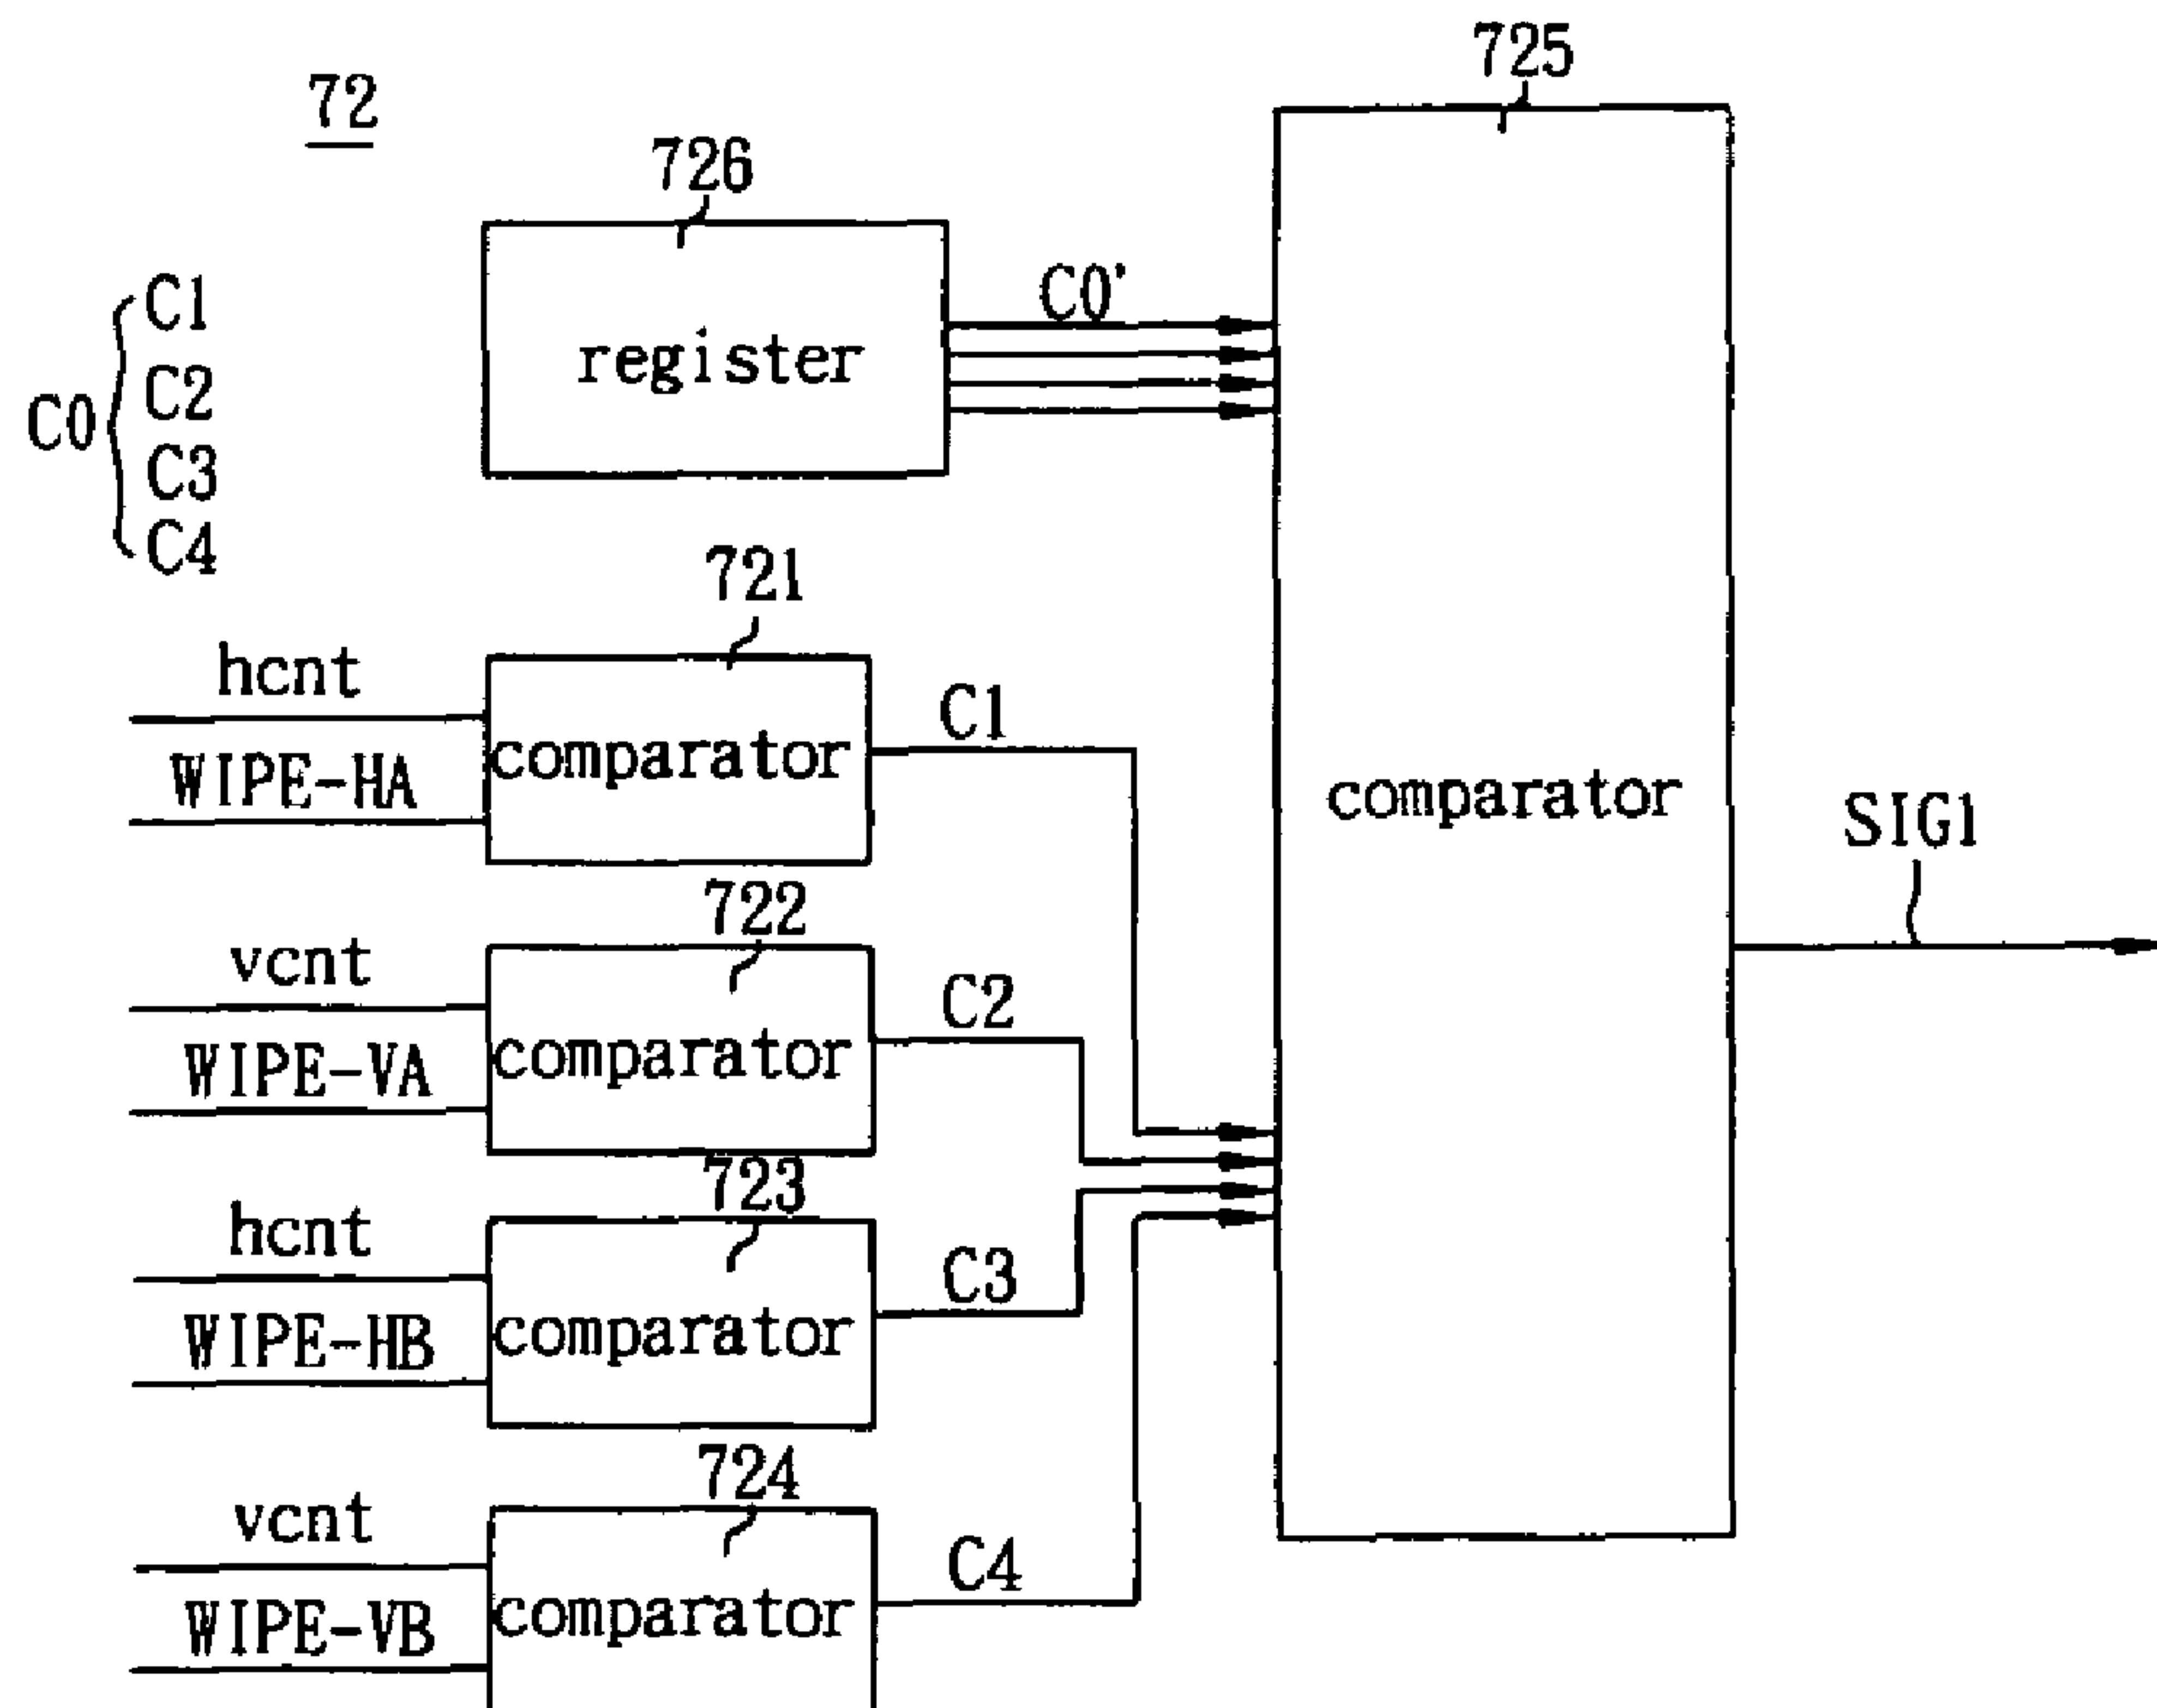 725
72
726
C0'
register
C0
C1
C2
C3
C4
721
hcnt
WIPE-HA
comparator
C1
comparator
SIG1
722
vcnt
WIPE-VA
comparator
C2
723
hcnt
WIPE-HB
comparator
C3
724
vcnt
WIPE-VB
comparator
C4